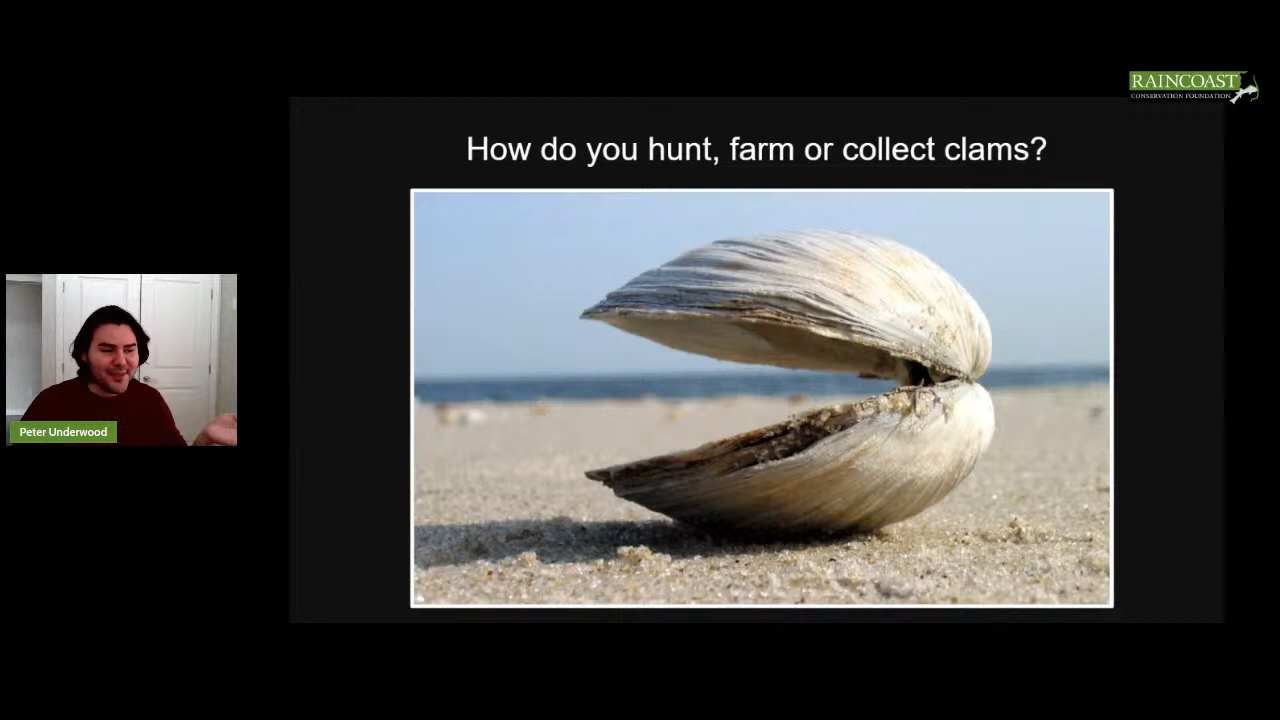 RAINCOAST
CONSERVATION FOUNDATION
How do you hunt, farm or collect clams?
Peter Underwood